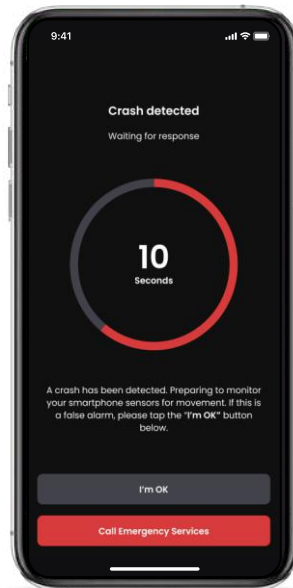 9:41
Crash detected
Waiting for response
10
Seconds
A crash has been detected. Preparing to monitor
your smartphone sensors for movement. If this is
a false alarm, please tap the "I'm OK" button
below.
I'm OK
Call Emergency Services